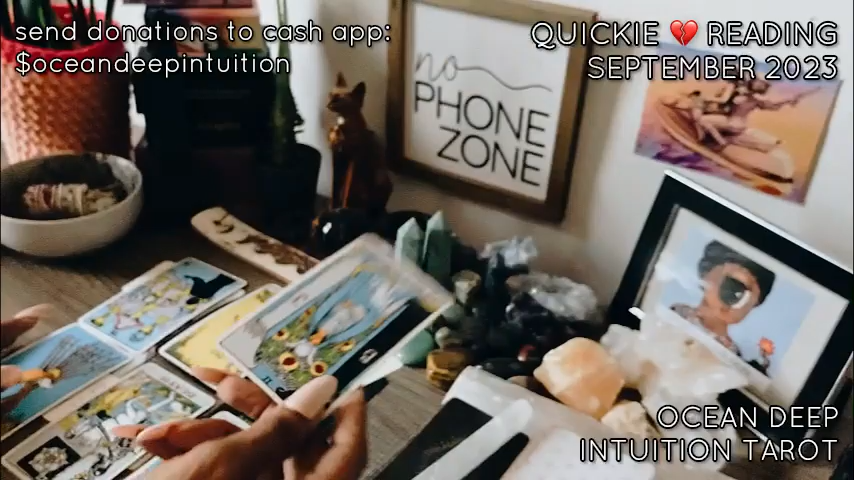 send donations to cash app:
$oceandeepintuition
QUICKIE 💔 READING
SEPTEMBER 2023
no
PHONE
ZONE
OCEAN DEEP
INTUITION TAROT